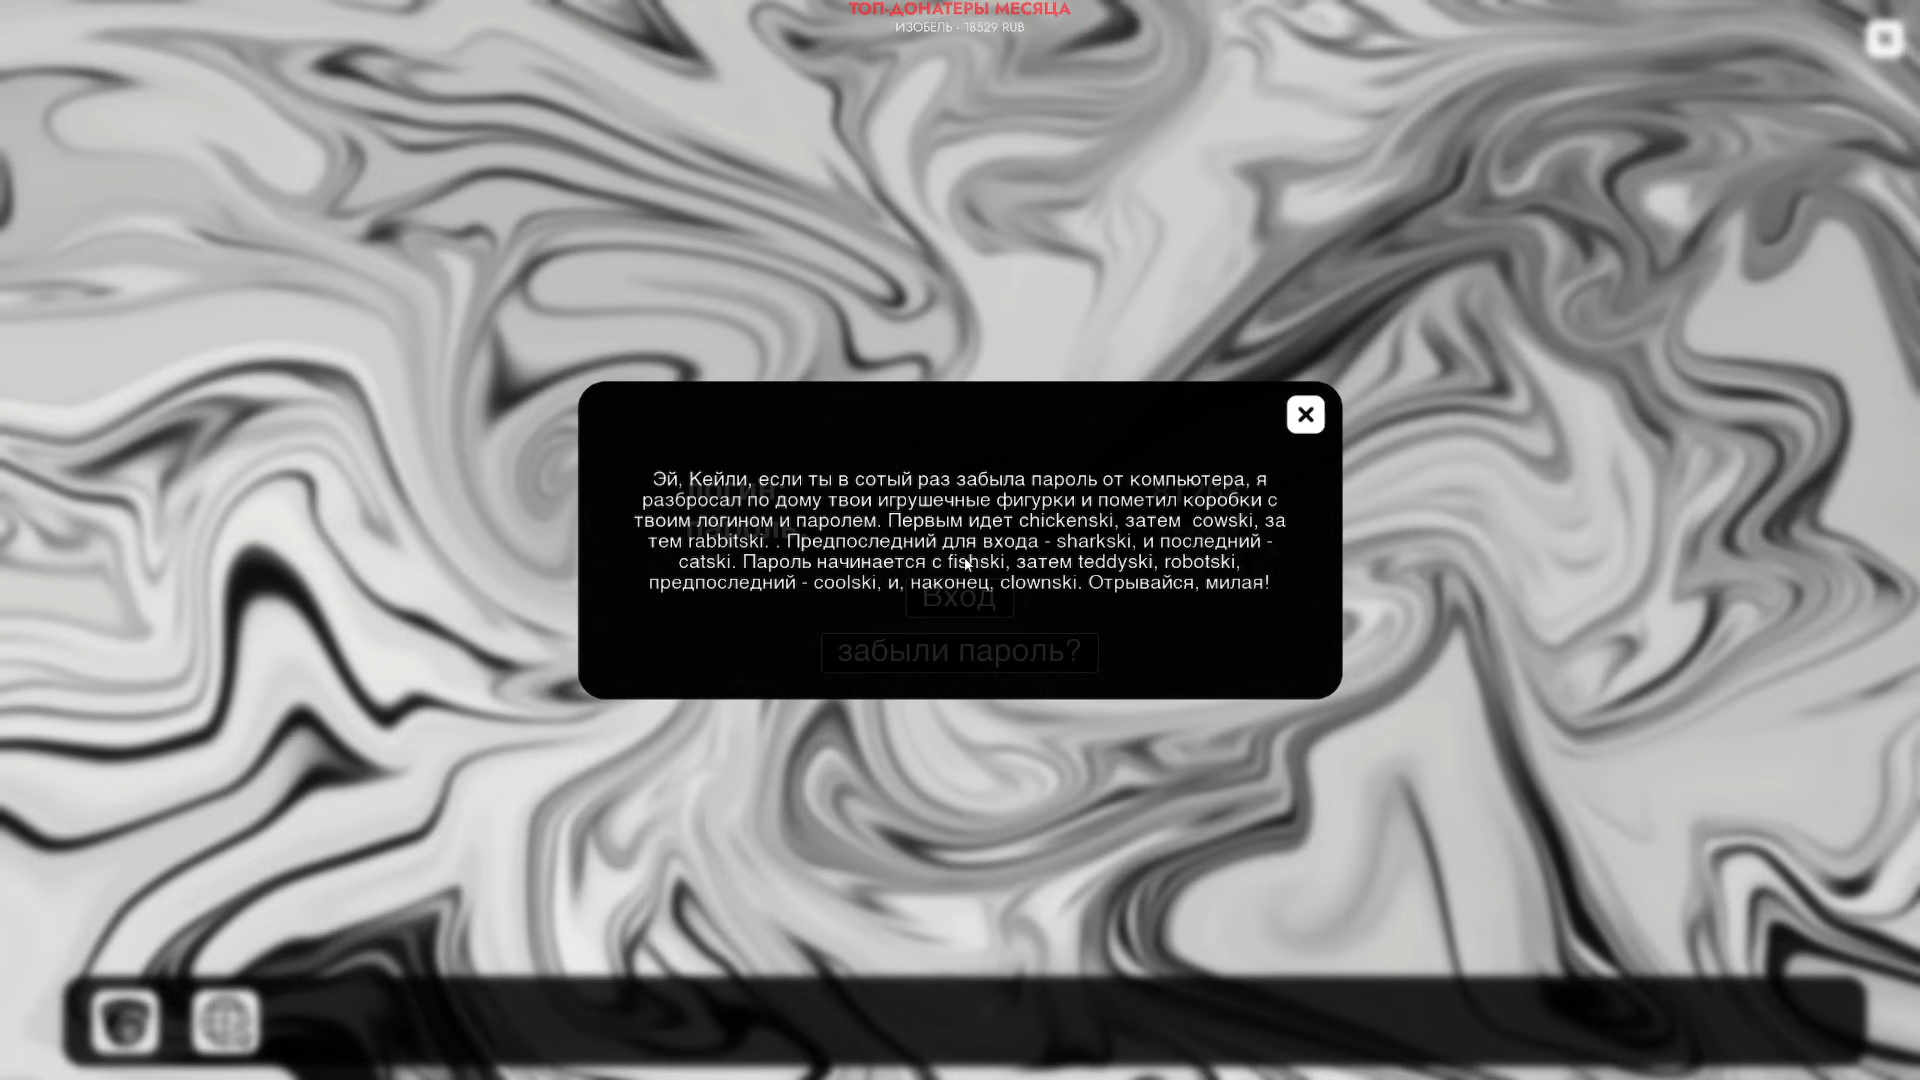 ТОП-ДОНАТЕРЫ МЕСЯЦА
ИЗОБЕЛЬ - 18529 RUB
Эй, Кейли, если ты в сотый раз забыла пароль от компьютера, я
разбросал по дому твои игрушечные фигурки и пометил коробки с
твоим логином и паролем. Первым идет chickenski, затем cowski, за
тем rabbitski. . Предпоследний для входа - sharkski, и последний -
catski. Пароль начинается с fishski, затем teddyski, robotski,
предпоследний - coolski, и, наконец, clownski. Отрывайся, милая!
Вход
забыли пароль?